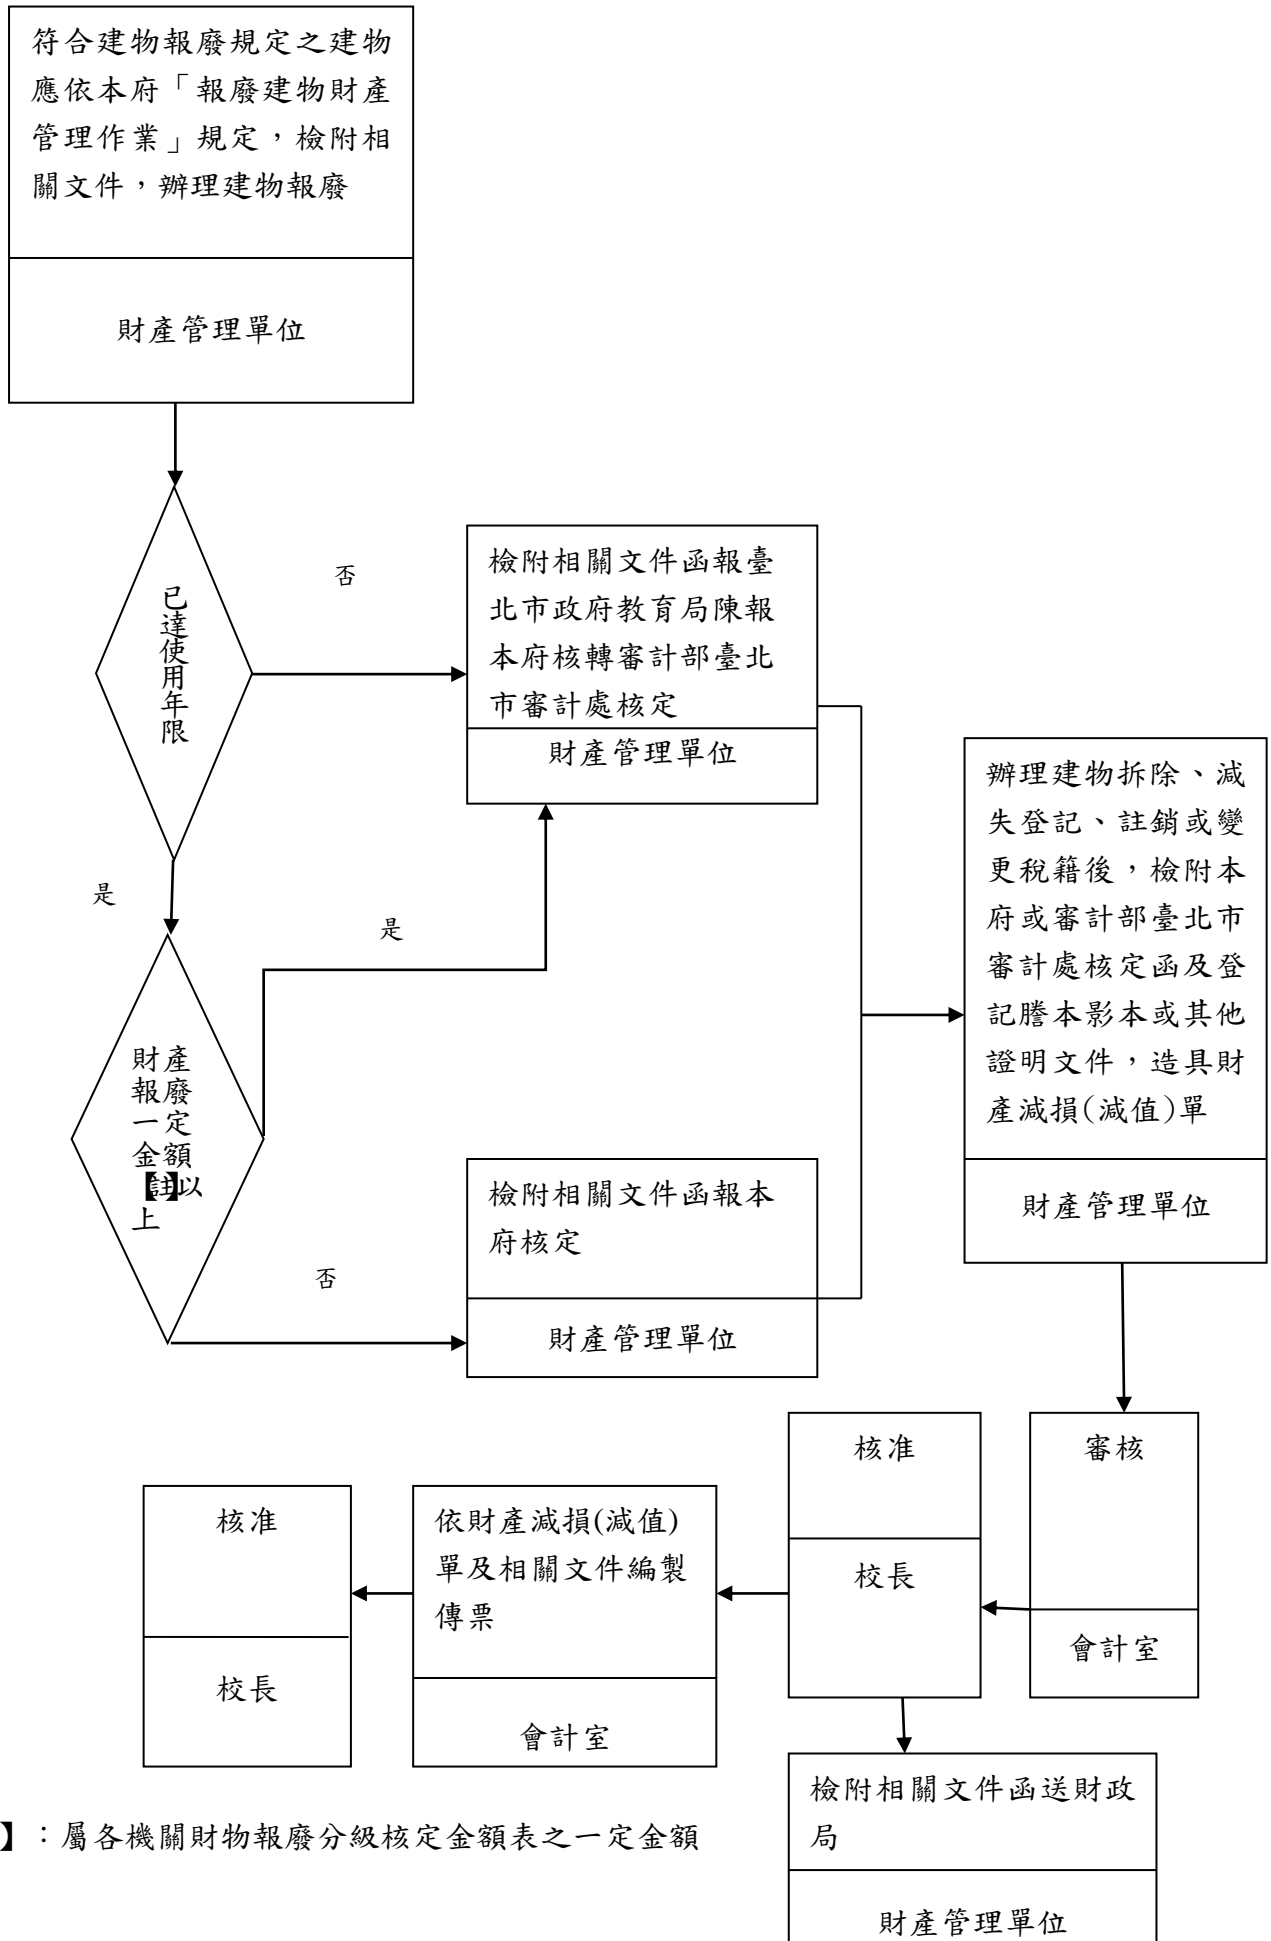 符合建物報廢規定之建物
應依本府「報廢建物財產
管理作業」規定，檢附相
關文件，辦理建物報廢
財產管理單位
已達使用年限
否
檢附相關文件函報臺
北市政府教育局陳報
本府核轉審計部臺北
市審計處核定
財產管理單位
是
是
財產
報廢
一定
金額
【註】以
上
否
檢附相關文件函報本
府核定
財產管理單位
辦理建物拆除、減
失登記、註銷或變
更稅籍後，檢附本
府或審計部臺北市
審計處核定函及登
記謄本影本或其他
證明文件，造具財
產減損(減值)單
財產管理單位
審核
會計室
核准
校長
依財產減損(減值)
單及相關文件編製
傳票
會計室
核准
校長
檢附相關文件函送財政
局
財產管理單位
】：屬各機關財物報廢分級核定金額表之一定金額